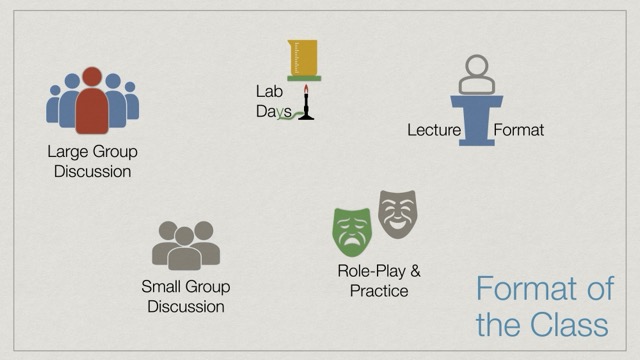 Lab
Days
Lecture Format
Large Group
Discussion
Role-Play &
Practice
Small Group
Discussion
Format of
the Class